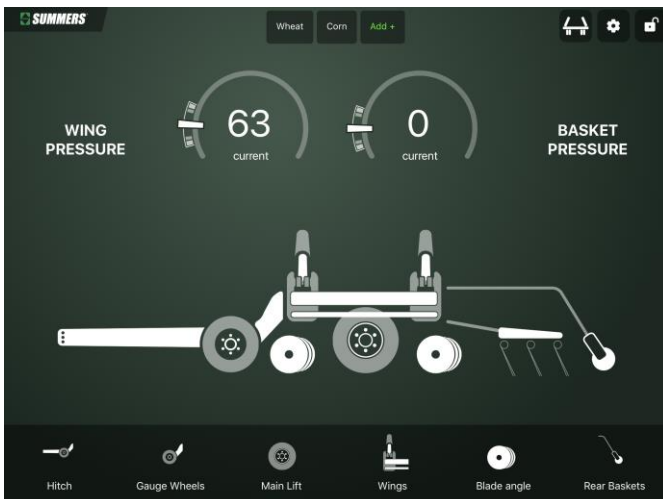 SUMMERS
Wheat Corn Add +
WING
PRESSURE
63
current
0
current
BASKET
PRESSURE
Hitch Gauge Wheels Main Lift Wings Blade angle Rear Baskets